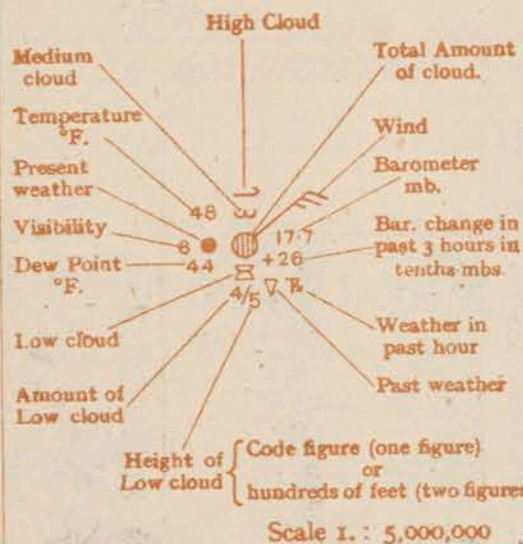 High Cloud
Medium
cloud
Total Amount
of cloud.
Temperature
°F.
Wind
Present
weather
Barometer
mb.
48
Visibility
6
17.7
Bar. change in
past 3 hours in
tenths mbs.
+26
Dew Point
°F.
44
4/5
Low cloud
Weather in
past hour
Amount of
Low cloud
Past weather
Height of
Low cloud
Code figure (one figure)
or
hundreds of feet (two figures
Scale 1. : 5,000,000